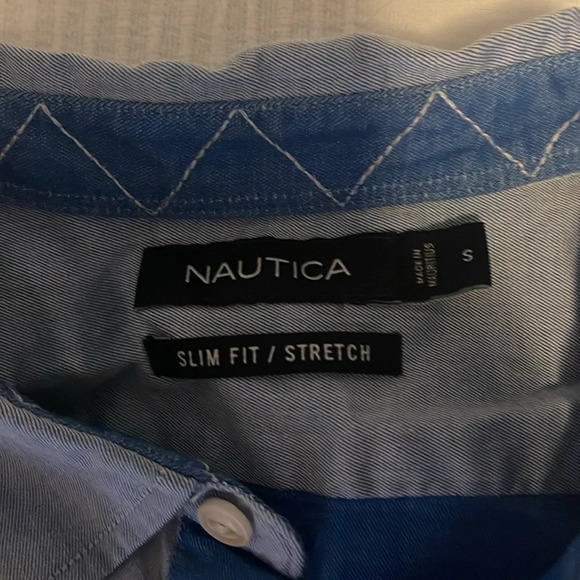 NAUTICA
MADE IN
MAURITIUS
S
SLIM FIT / STRETCH